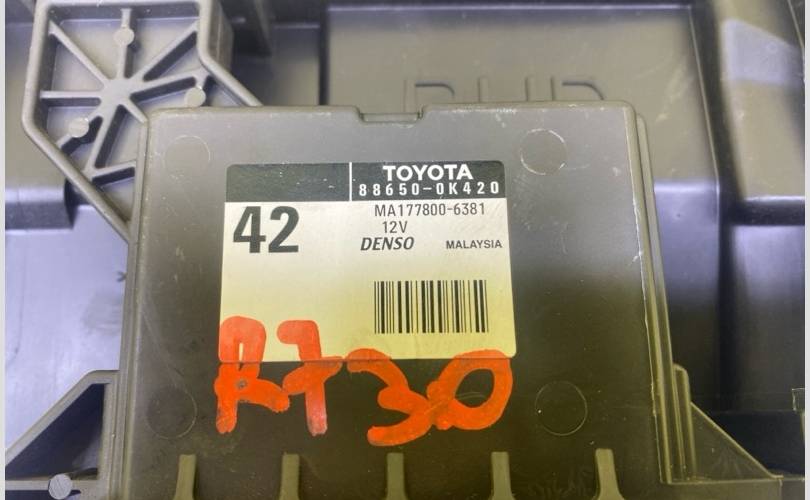 TOYOTA
88650-0K420
42
MA177800-6381
12V
DENSO MALAYSIA
R730